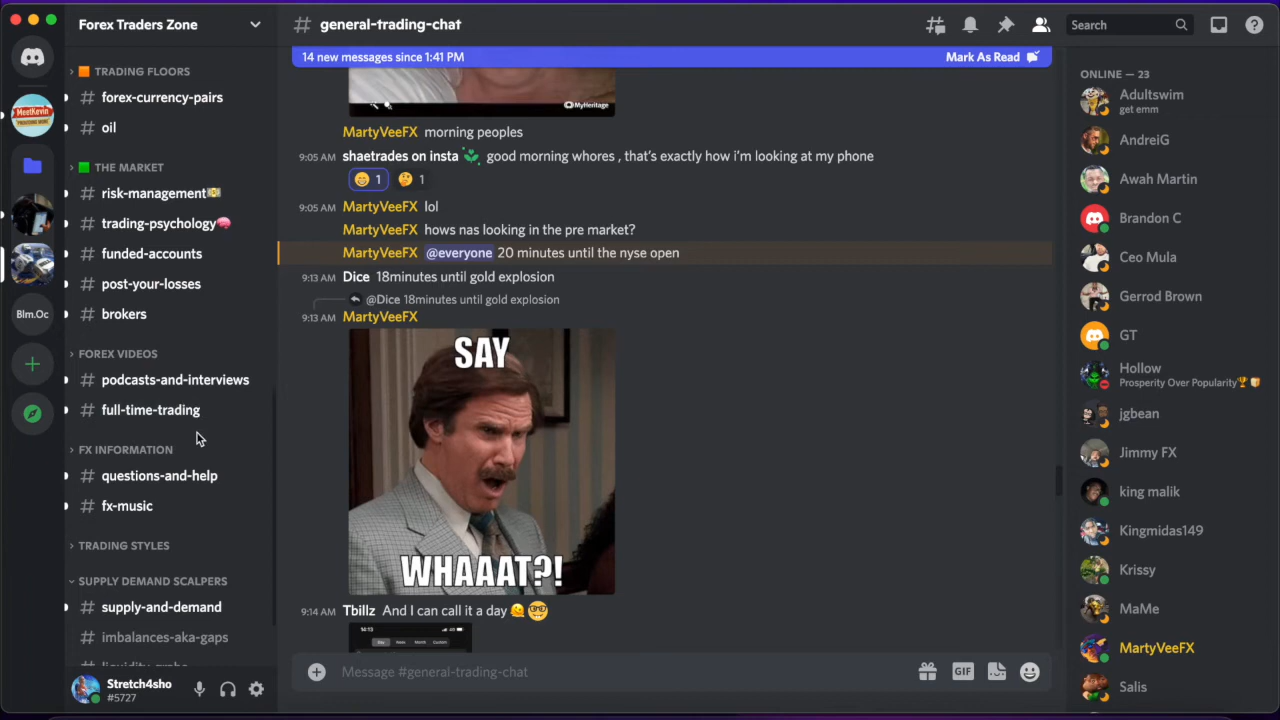 Forex Traders Zone
general-trading-chat
Search
14 new messages since 1:41 PM
Mark As Read
MeetKevin
Blm.Oc
TRADING FLOORS
# forex-currency-pairs
# oil
THE MARKET
# risk-management
# trading-psychology
# funded-accounts
# post-your-losses
# brokers
FOREX VIDEOS
# podcasts-and-interviews
# full-time-trading
FX INFORMATION
# questions-and-help
# fx-music
TRADING STYLES
SUPPLY DEMAND SCALPERS
# supply-and-demand
# imbalances-aka-gaps
Stretch4sho
#5727
MyHeritage
MartyVeeFX morning peoples
9:05 AM shaetrades on insta good morning whores , that's exactly how i'm looking at my phone
😄 1 🤔 1
9:05 AM MartyVeeFX lol
MartyVeeFX hows nas looking in the pre market?
MartyVeeFX @everyone 20 minutes until the nyse open
9:13 AM Dice 18minutes until gold explosion
@Dice 18minutes until gold explosion
9:13 AM MartyVeeFX
SAY
WHAAAT?!
9:14 AM Tbillz And I can call it a day
14:13
Message #general-trading-chat
GIF
ONLINE — 23
Adultswim
get emm
AndreiG
Awah Martin
Brandon C
Ceo Mula
Gerrod Brown
GT
Hollow
Prosperity Over Popularity
jgbean
Jimmy FX
king malik
Kingmidas149
Krissy
MaMe
MartyVeeFX
Salis